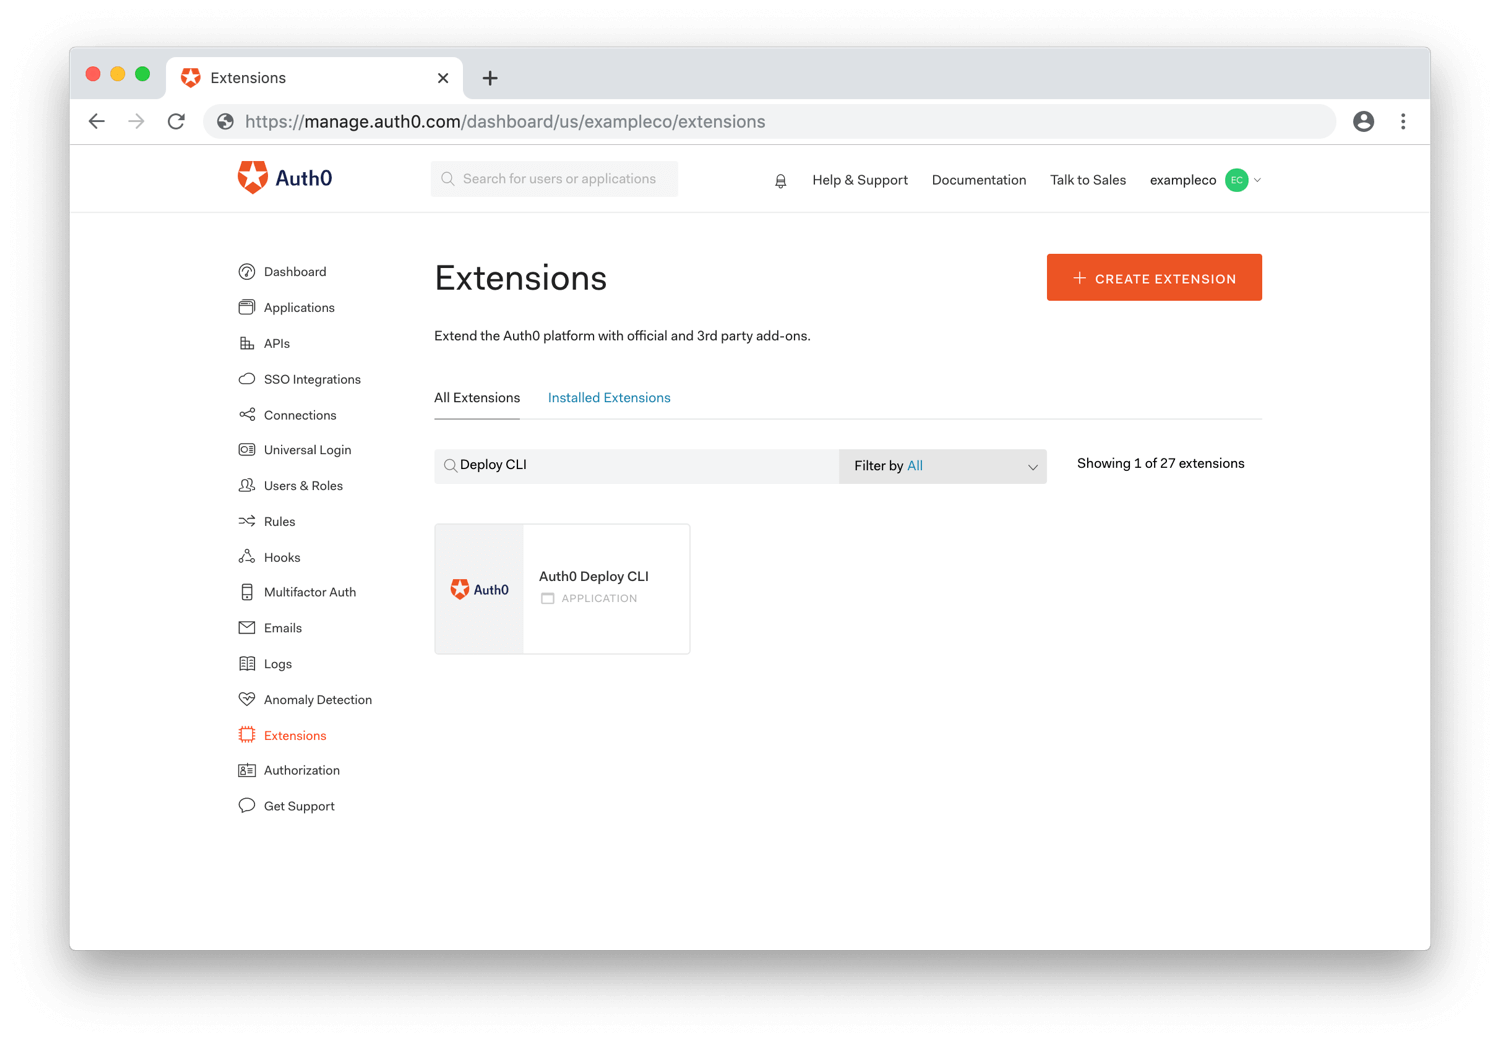 Extensions
https://manage.auth0.com/dashboard/us/exampleco/extensions
Auth0
Search for users or applications
Help & Support
Documentation
Talk to Sales
exampleco
EC
Dashboard
Applications
APIs
SSO Integrations
Connections
Universal Login
Users & Roles
Rules
Hooks
Multifactor Auth
Emails
Logs
Anomaly Detection
Extensions
Authorization
Get Support
Extensions
CREATE EXTENSION
Extend the Auth0 platform with official and 3rd party add-ons.
All Extensions
Installed Extensions
Deploy CLI
Filter by All
Showing 1 of 27 extensions
Auth0
Auth0 Deploy CLI
APPLICATION